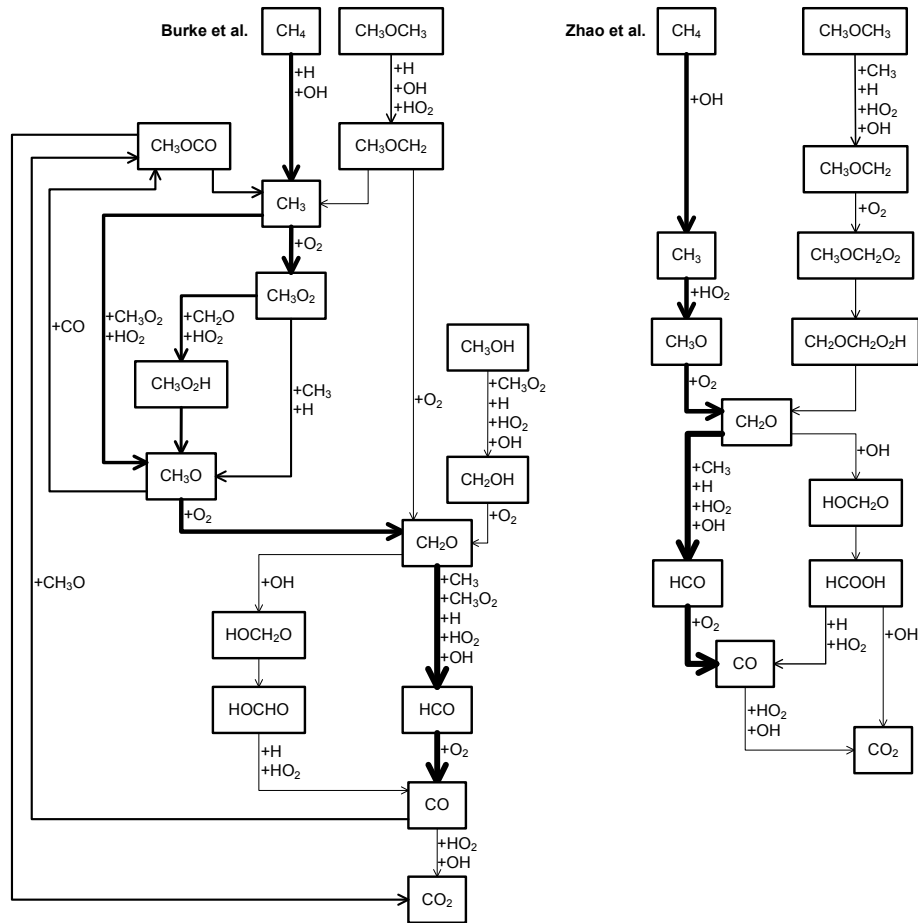 Burke et al.
CH₄
CH₃OCH₃
+H
+OH
+H
+OH
+HO₂
CH₃OCO
CH₃OCH₂
CH₃
+O₂
CH₃O₂
+CO
+CH₃O₂
+HO₂
+CH₂O
+HO₂
CH₃OH
CH₃O₂H
+CH₃
+H
+O₂
+CH₃O₂
+H
+HO₂
+OH
CH₃O
CH₂OH
+O₂
+O₂
CH₂O
+CH₃O
+OH
+CH₃
+CH₃O₂
+H
+HO₂
+OH
HOCH₂O
HOCHO
HCO
+H
+HO₂
+O₂
CO
+HO₂
+OH
CO₂
Zhao et al.
CH₄
CH₃OCH₃
+OH
+CH₃
+H
+HO₂
+OH
CH₃OCH₂
+O₂
CH₃
CH₃OCH₂O₂
+HO₂
CH₃O
CH₂OCH₂O₂H
+O₂
CH₂O
+CH₃
+H
+HO₂
+OH
+OH
HOCH₂O
HCO
HCOOH
+O₂
+H
+HO₂
+OH
CO
+HO₂
+OH
CO₂